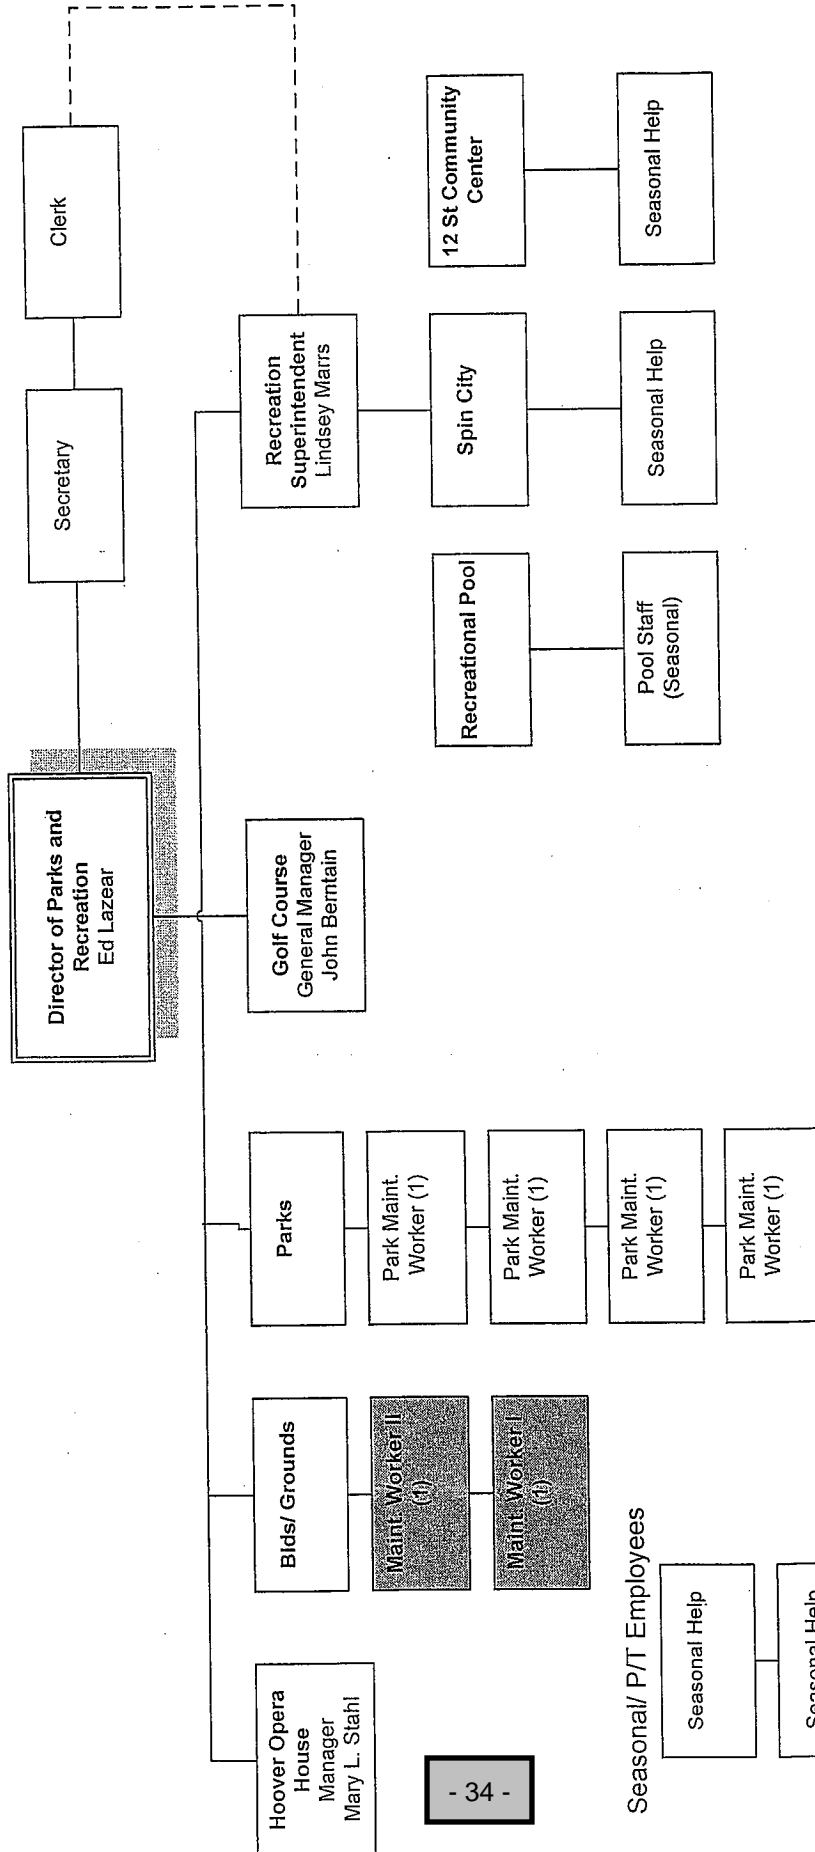 Director of Parks and
Recreation
Ed Lazear
Secretary
Clerk
Hoover Opera
House
Manager
Mary L. Stahl
Blds/ Grounds
Maint. Worker II
(1)
Maint. Worker I
(1)
Parks
Park Maint.
Worker (1)
Park Maint.
Worker (1)
Park Maint.
Worker (1)
Park Maint.
Worker (1)
Golf Course
General Manager
John Berntain
Recreation
Superintendent
Lindsey Marrs
Recreational Pool
Pool Staff
(Seasonal)
Spin City
Seasonal Help
12 St Community
Center
Seasonal Help
Seasonal/ P/T Employees
Seasonal Help
Seasonal Help
- 34 -